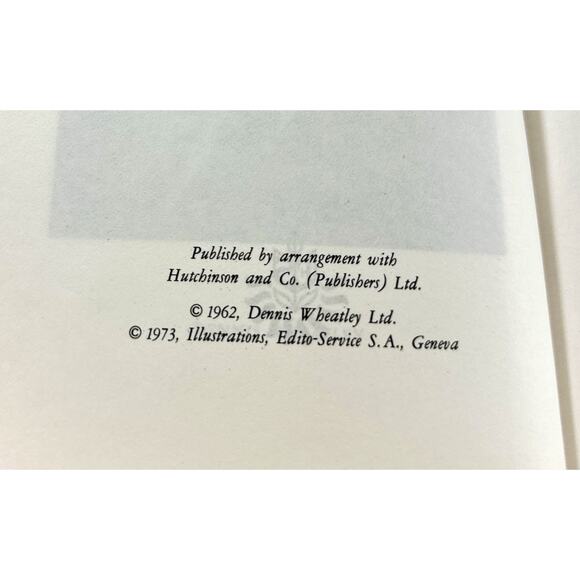 Published by arrangement with
Hutchinson and Co. (Publishers) Ltd.
© 1962, Dennis Wheatley Ltd.
© 1973, Illustrations, Edito-Service S.A., Geneva